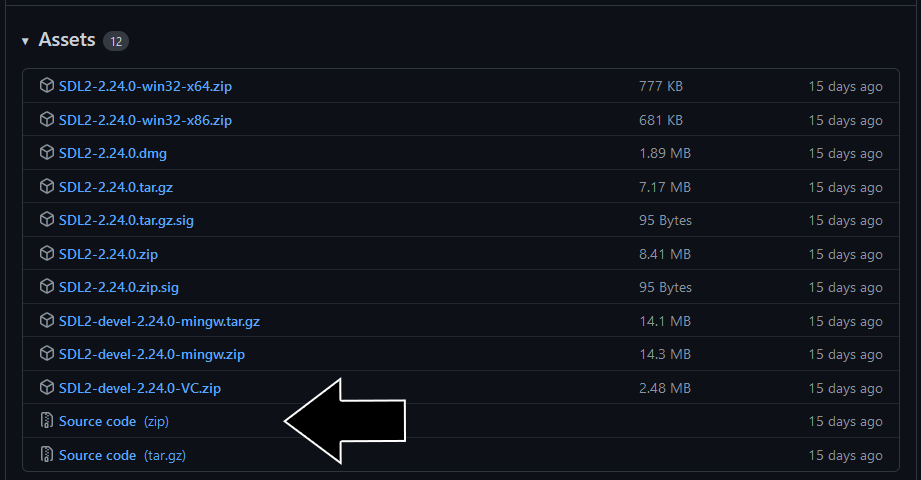 Assets 12
SDL2-2.24.0-win32-x64.zip 777 KB 15 days ago
SDL2-2.24.0-win32-x86.zip 681 KB 15 days ago
SDL2-2.24.0.dmg 1.89 MB 15 days ago
SDL2-2.24.0.tar.gz 7.17 MB 15 days ago
SDL2-2.24.0.tar.gz.sig 95 Bytes 15 days ago
SDL2-2.24.0.zip 8.41 MB 15 days ago
SDL2-2.24.0.zip.sig 95 Bytes 15 days ago
SDL2-devel-2.24.0-mingw.tar.gz 14.1 MB 15 days ago
SDL2-devel-2.24.0-mingw.zip 14.3 MB 15 days ago
SDL2-devel-2.24.0-VC.zip 2.48 MB 15 days ago
Source code (zip) 15 days ago
Source code (tar.gz) 15 days ago